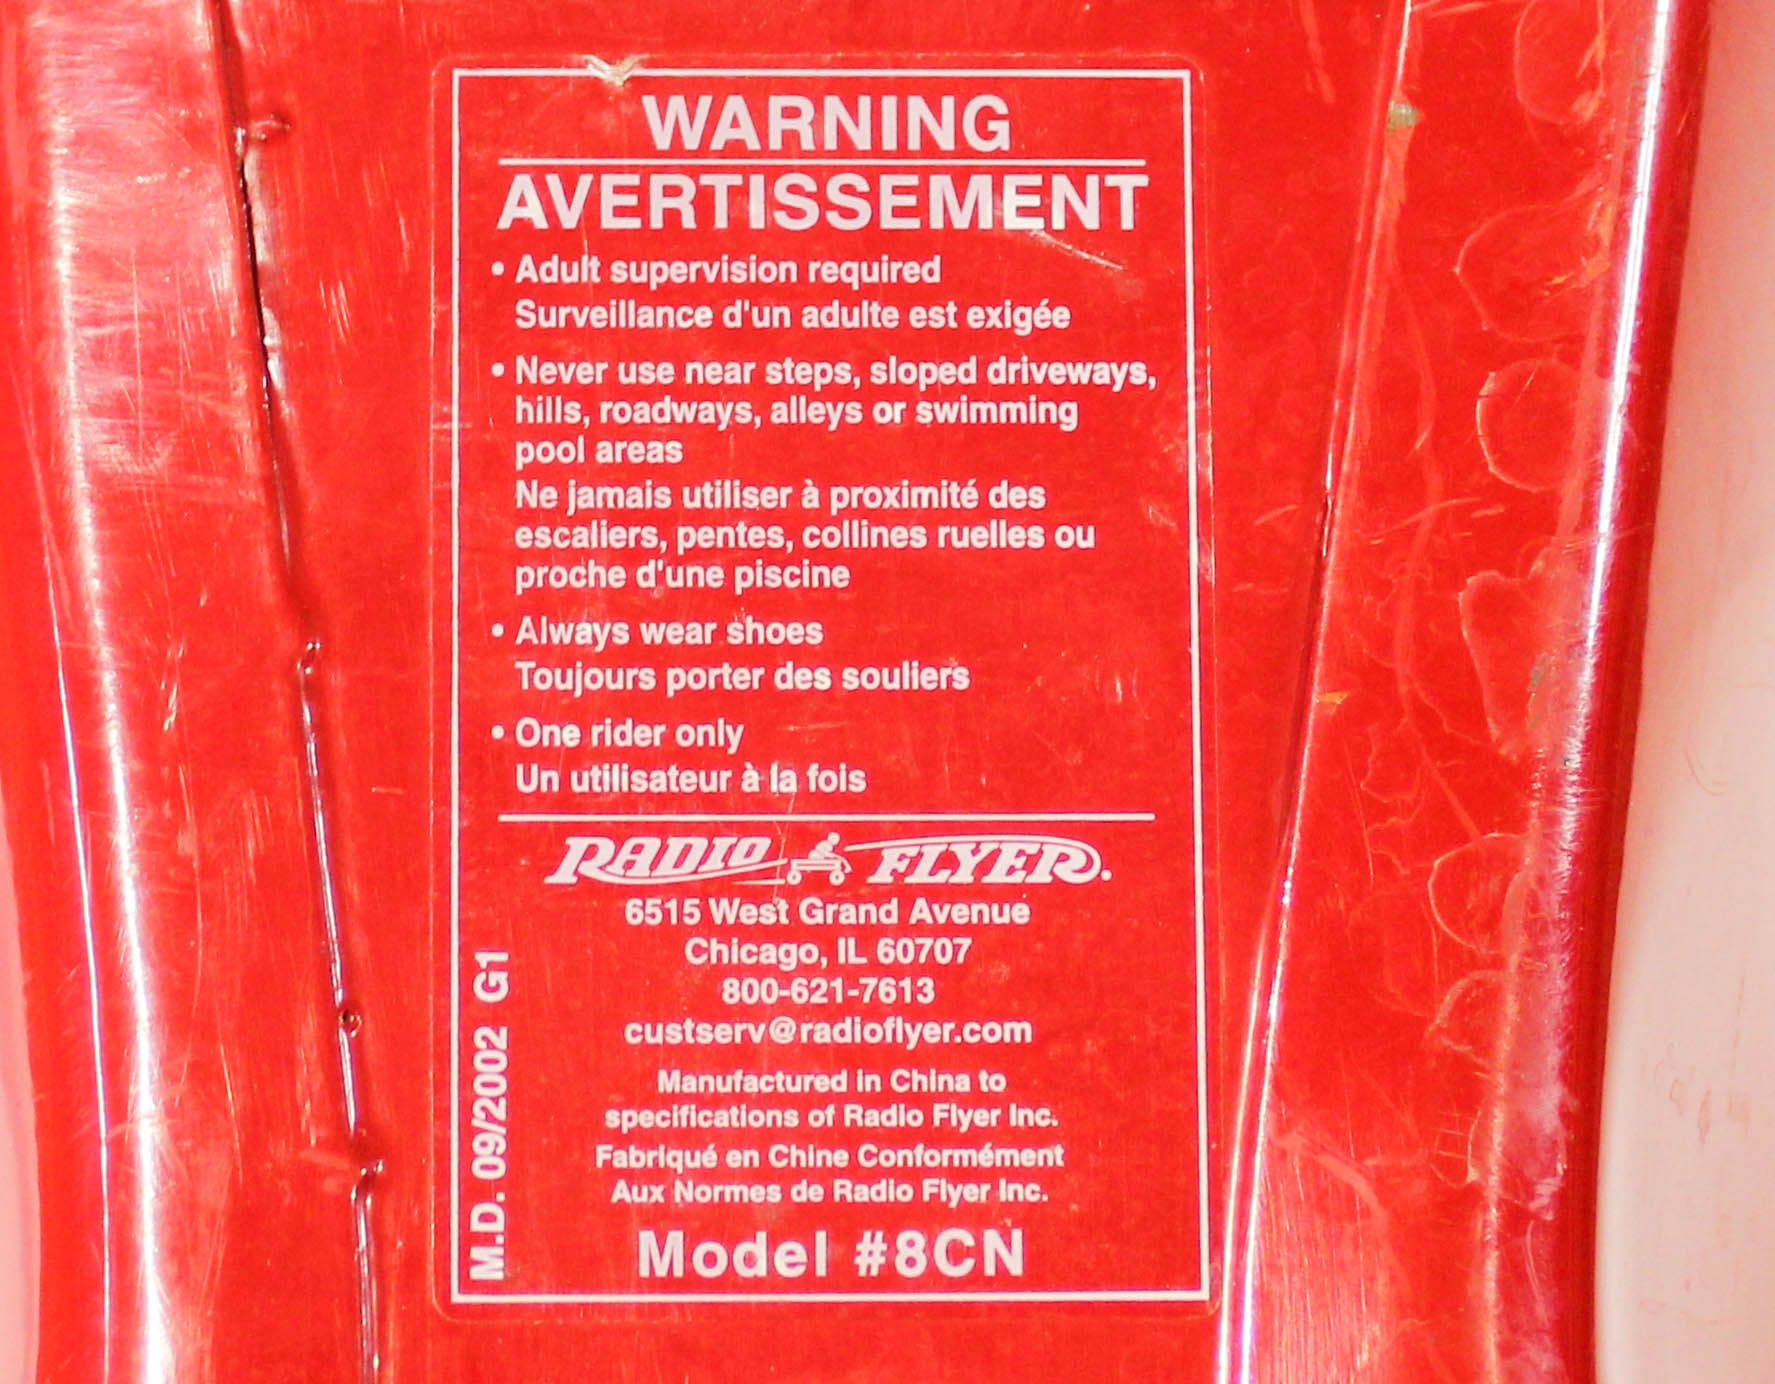 WARNING
AVERTISSEMENT
• Adult supervision required
Surveillance d'un adulte est exigée
• Never use near steps, sloped driveways,
hills, roadways, alleys or swimming
pool areas
Ne jamais utiliser à proximité des
escaliers, pentes, collines ruelles ou
proche d'une piscine
• Always wear shoes
Toujours porter des souliers
• One rider only
Un utilisateur à la fois
RADIO FLYER.
6515 West Grand Avenue
Chicago, IL 60707
800-621-7613
custserv@radioflyer.com
Manufactured in China to
specifications of Radio Flyer Inc.
Fabriqué en Chine Conformément
Aux Normes de Radio Flyer Inc.
Model #8CN
M.D. 09/2002 G1